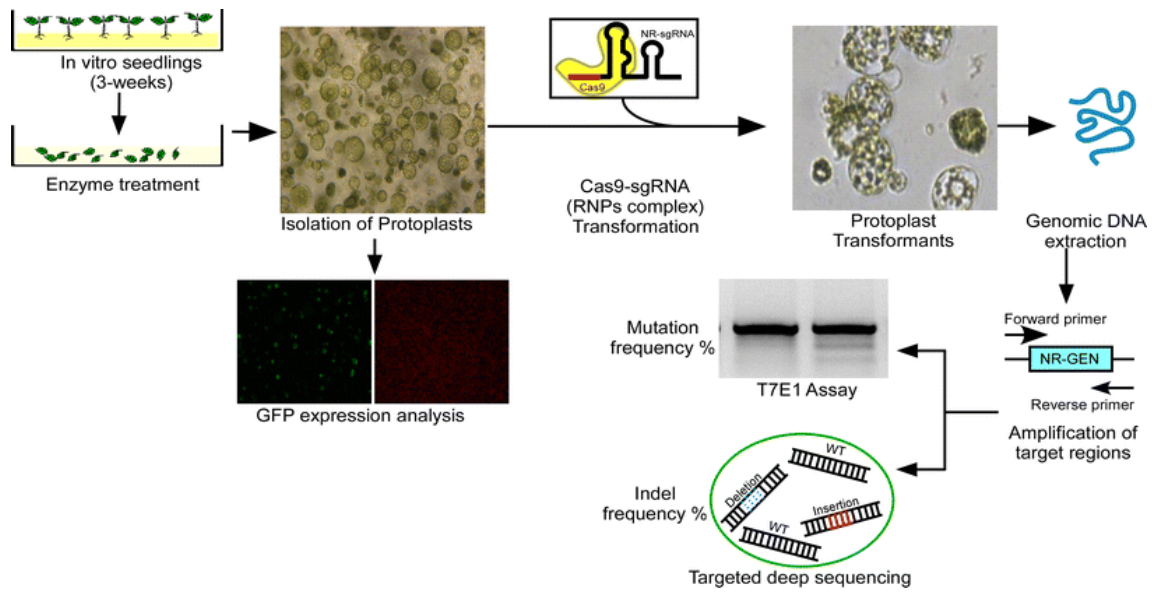 In vitro seedlings
(3-weeks)
Enzyme treatment
Isolation of Protoplasts
GFP expression analysis
NR-sgRNA
Cas9
Cas9-sgRNA
(RNPs complex)
Transformation
Protoplast
Transformants
Genomic DNA
extraction
Forward primer
NR-GEN
Reverse primer
Amplification of
target regions
Mutation
frequency %
T7E1 Assay
Indel
frequency %
WT
Deletion
Insertion
WT
Targeted deep sequencing